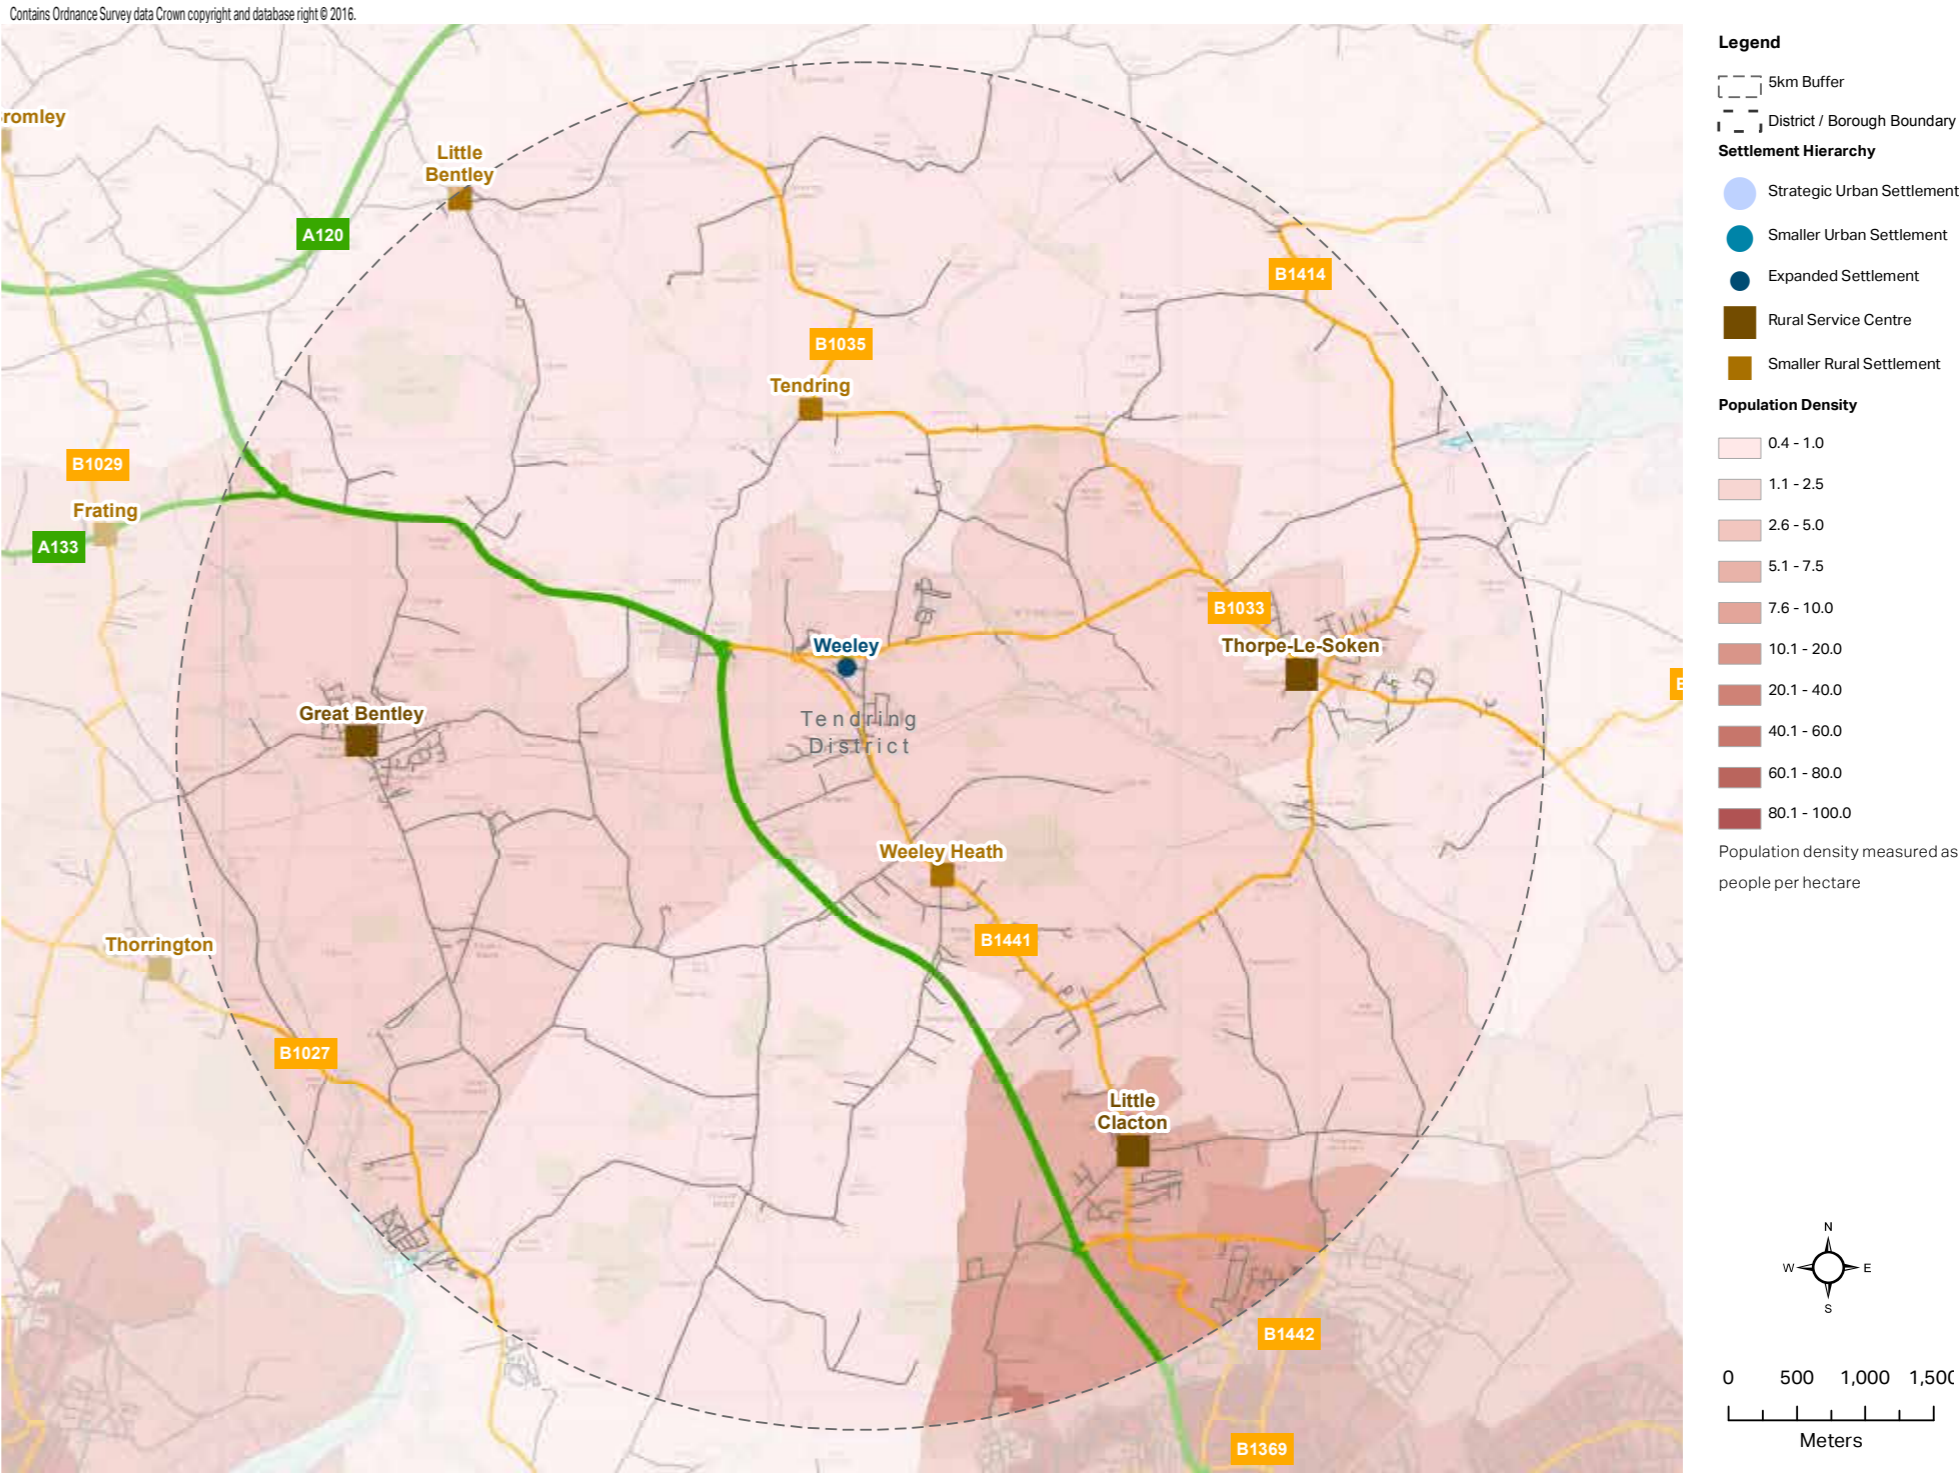 Contains Ordnance Survey data Crown copyright and database right © 2016.
romley
Little
Bentley
A120
B1414
B1035
Tendring
B1029
Frating
A133
B1033
Weeley
Thorpe-Le-Soken
Great Bentley
Tendring
District
Weeley Heath
B1441
Thorrington
B1027
Little
Clacton
B1442
B1369
Legend
5km Buffer
District / Borough Boundary
Settlement Hierarchy
Strategic Urban Settlement
Smaller Urban Settlement
Expanded Settlement
Rural Service Centre
Smaller Rural Settlement
Population Density
0.4 - 1.0
1.1 - 2.5
2.6 - 5.0
5.1 - 7.5
7.6 - 10.0
10.1 - 20.0
20.1 - 40.0
40.1 - 60.0
60.1 - 80.0
80.1 - 100.0
Population density measured as
people per hectare
N
W E
S
0 500 1,000 1,500
Meters